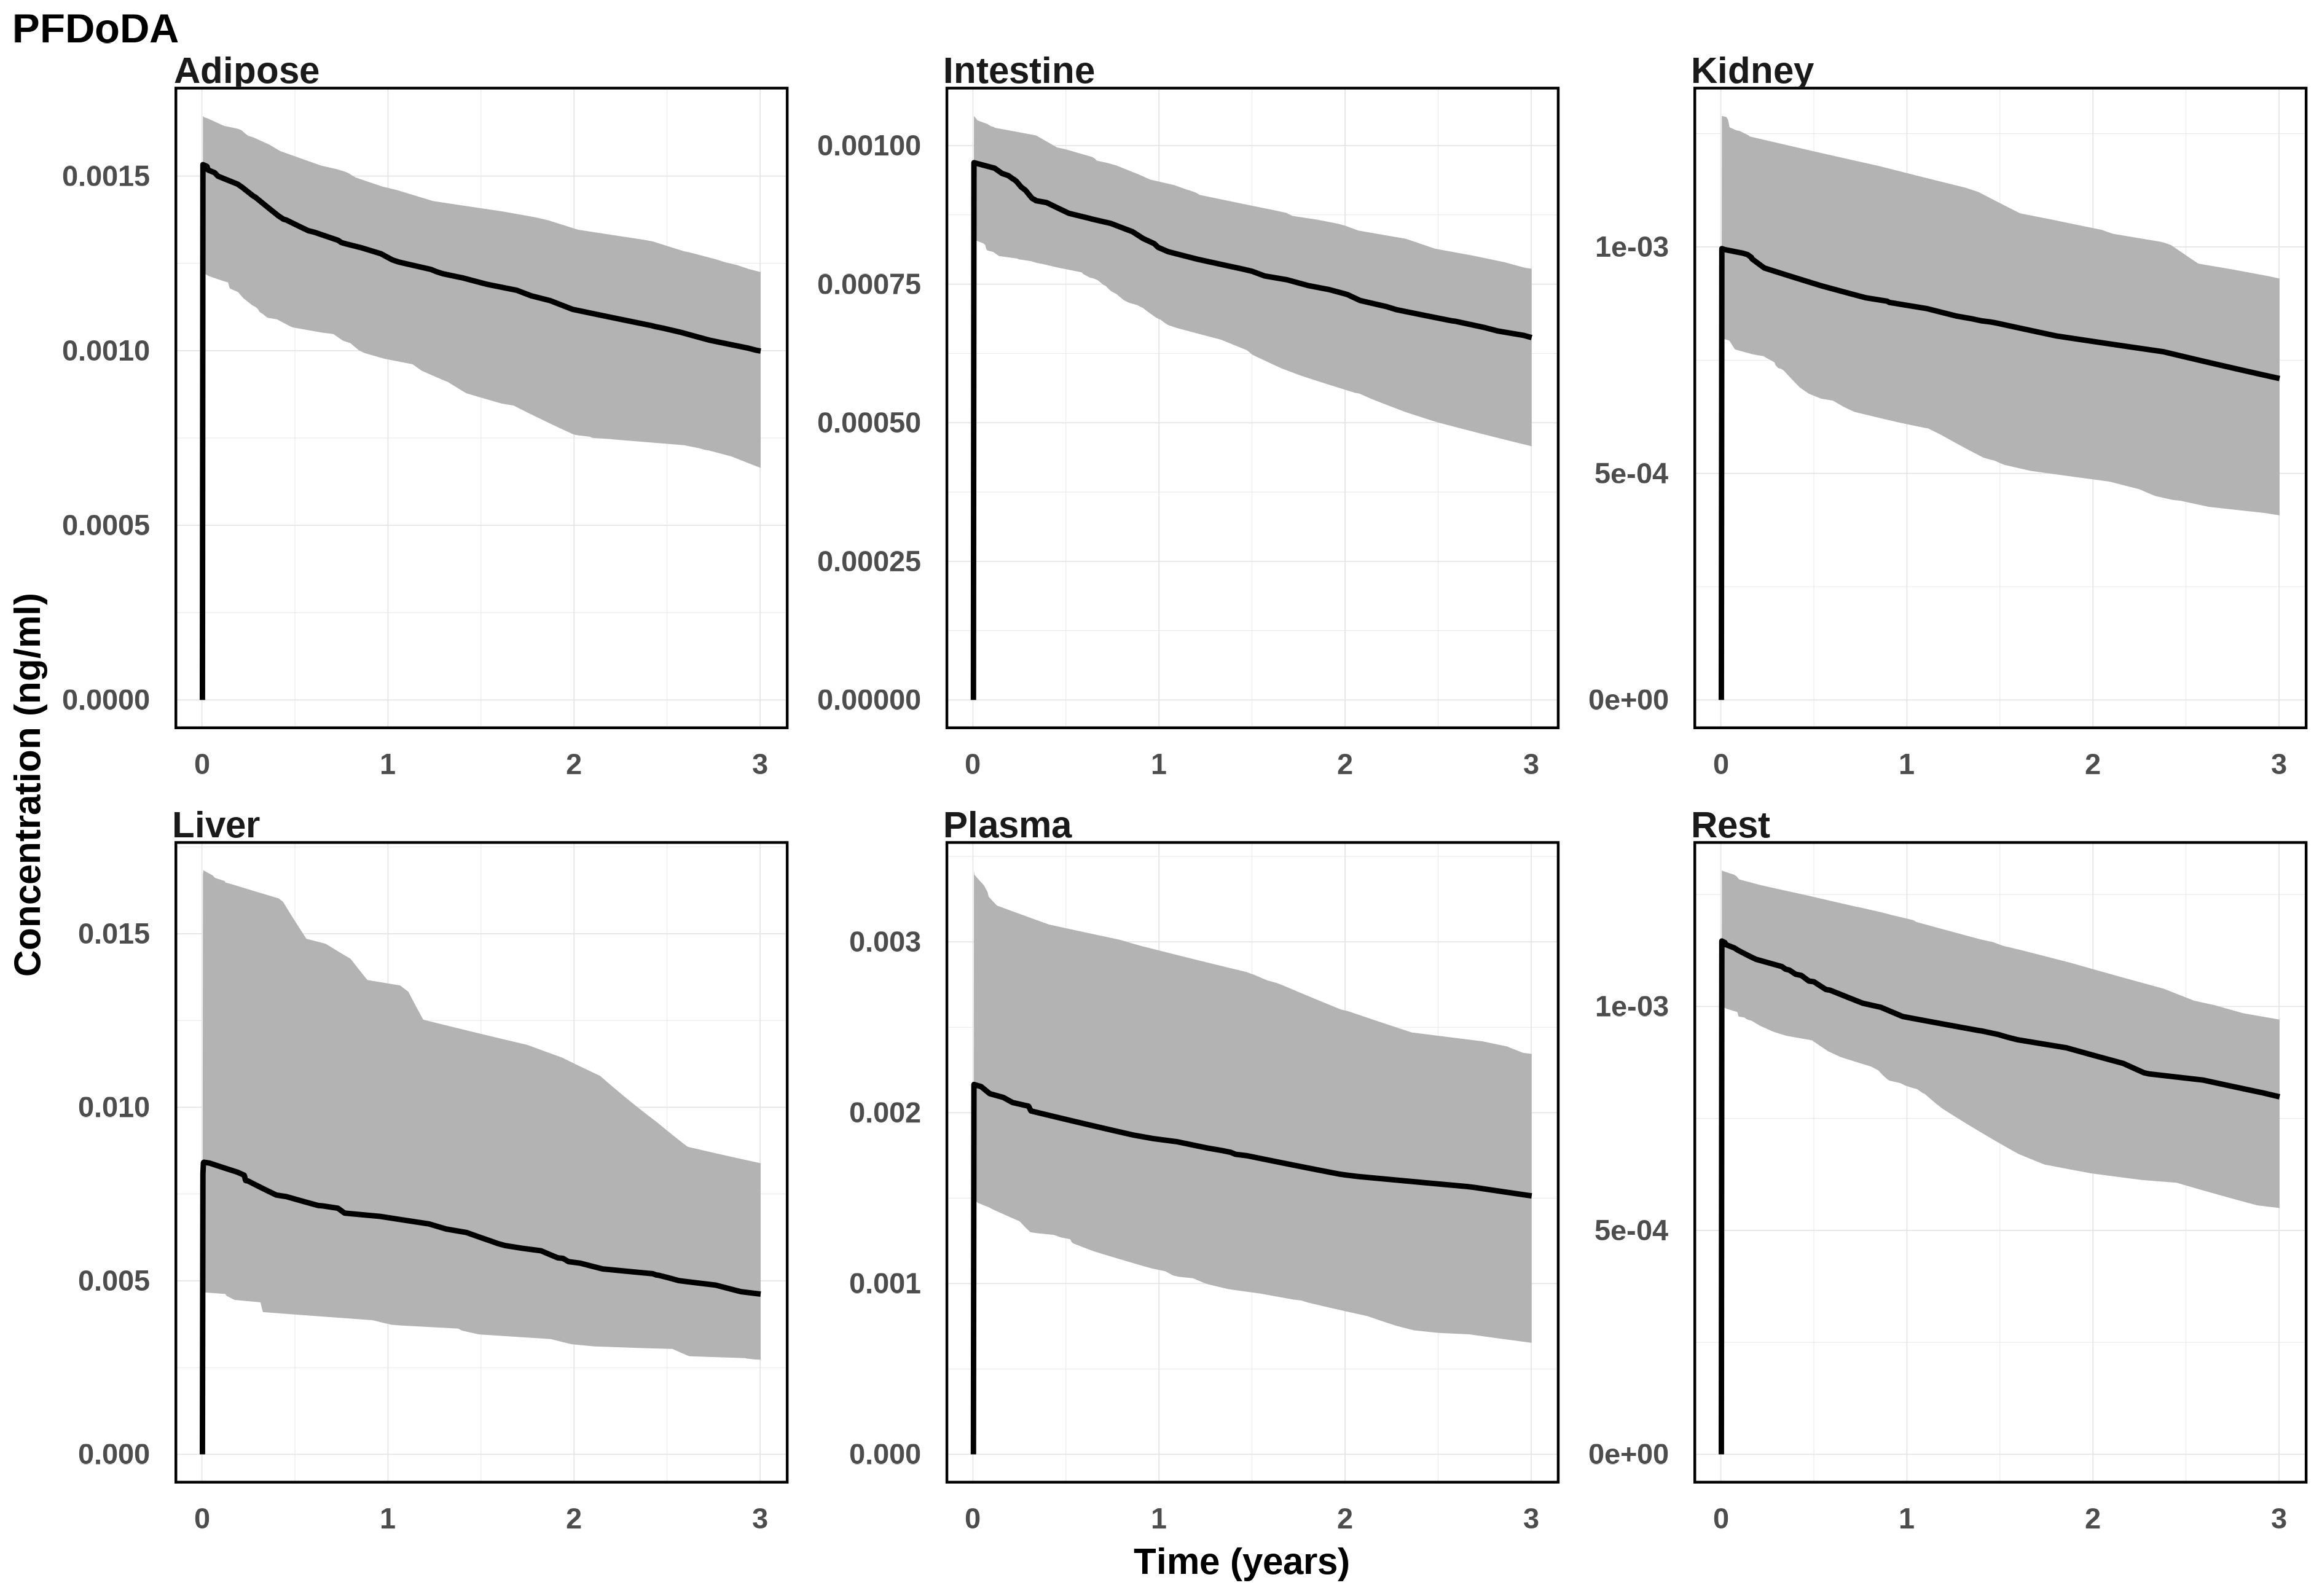 PFDoDA
Adipose
Intestine
Kidney
0.0015
0.0010
0.0005
0.0000
0.00100
0.00075
0.00050
0.00025
0.00000
1e-03
5e-04
0e+00
0 1 2 3
0 1 2 3
0 1 2 3
Concentration (ng/ml)
Liver
Plasma
Rest
0.015
0.010
0.005
0.000
0.003
0.002
0.001
0.000
1e-03
5e-04
0e+00
0 1 2 3
0 1 2 3
0 1 2 3
Time (years)